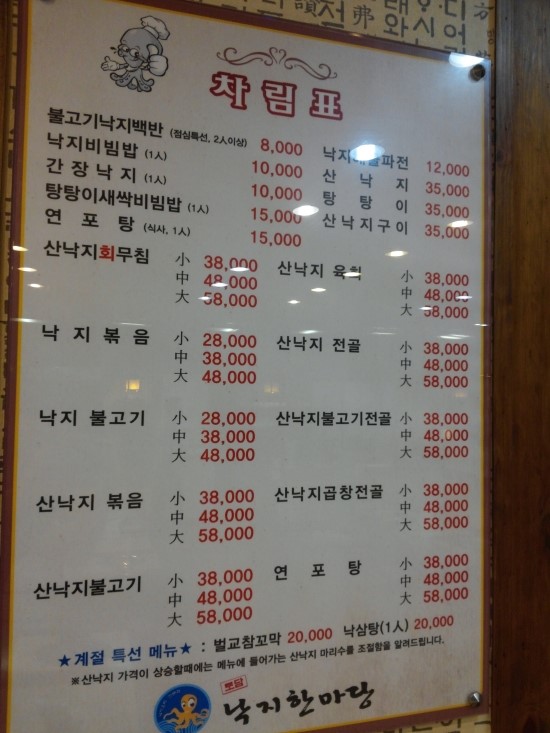 차림표
불고기낙지백반 (점심특선, 2인이상) 8,000
낙지비빔밥 (1인) 10,000
간장낙지 (1인) 10,000
탕탕이새싹비빔밥 (1인) 15,000
연포탕 (식사, 1인) 15,000
낙지해물파전 12,000
산낙지 35,000
탕탕이 35,000
산낙지구이 35,000
산낙지회무침 小 38,000
中 48,000
大 58,000
낙지볶음 小 28,000
中 38,000
大 48,000
낙지 불고기 小 28,000
中 38,000
大 48,000
산낙지 볶음 小 38,000
中 48,000
大 58,000
산낙지불고기 小 38,000
中 48,000
大 58,000
산낙지 육회 小 38,000
中 48,000
大 58,000
산낙지 전골 小 38,000
中 48,000
大 58,000
산낙지불고기전골 小 38,000
中 48,000
大 58,000
산낙지곱창전골 小 38,000
中 48,000
大 58,000
연포탕 小 38,000
中 48,000
大 58,000
★계절 특선 메뉴★ : 벌교참꼬막 20,000 낙삼탕(1인) 20,000
※산낙지 가격이 상승할때에는 메뉴에 들어가는 산낙지 마리수를 조절함을 알려드립니다.
낙지한마당